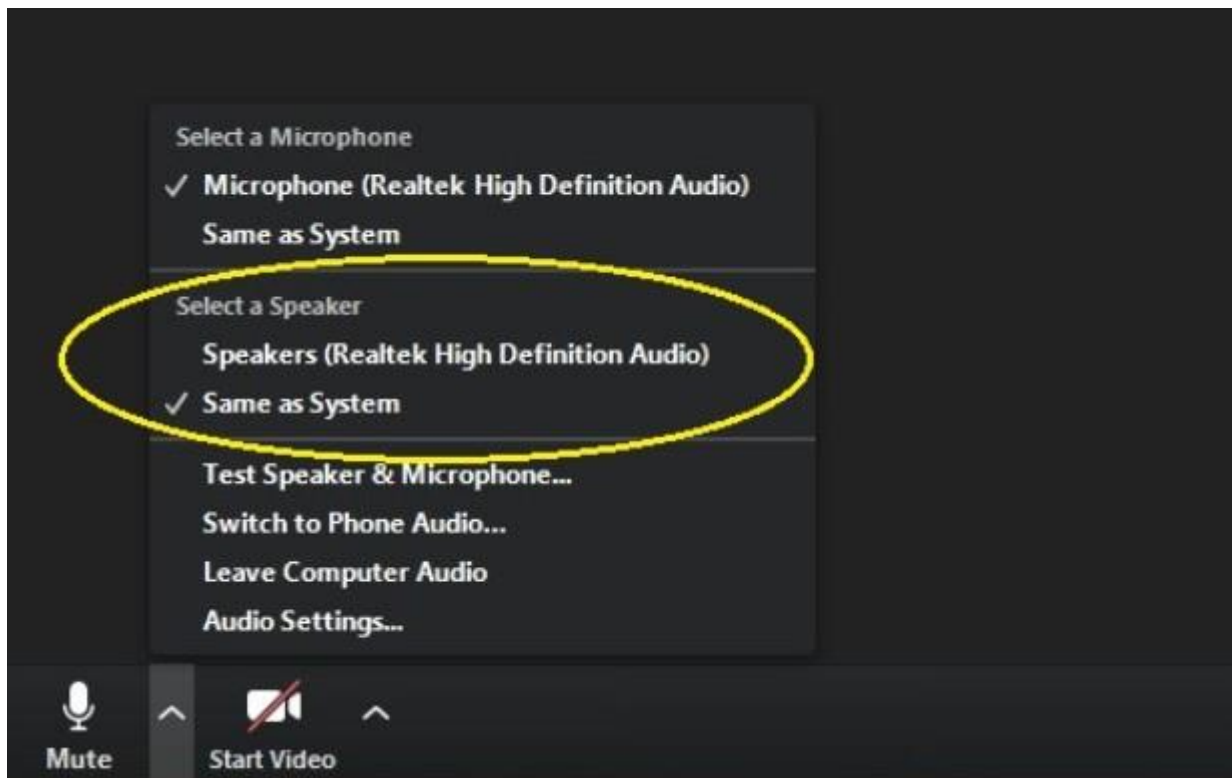 Select a Microphone
Microphone (Realtek High Definition Audio)
Same as System
Select a Speaker
Speakers (Realtek High Definition Audio)
Same as System
Test Speaker & Microphone...
Switch to Phone Audio...
Leave Computer Audio
Audio Settings...
Mute Start Video